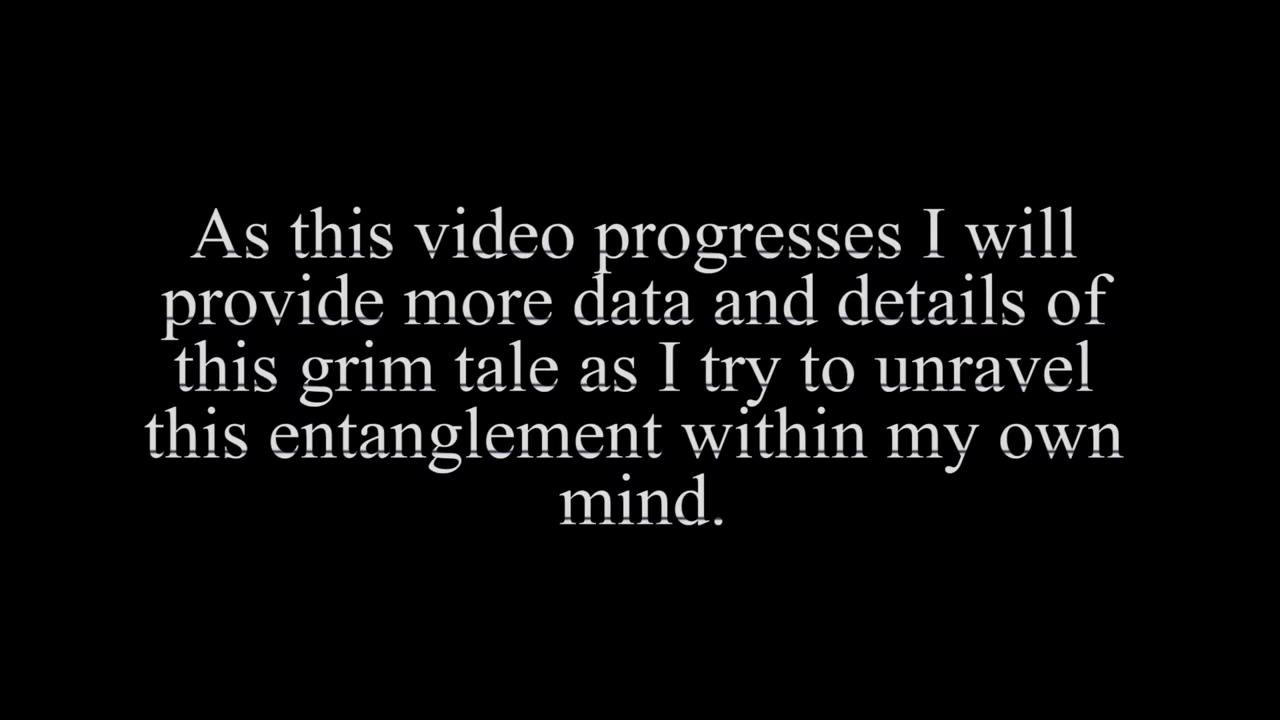 As this video progresses I will
provide more data and details of
this grim tale as I try to unravel
this entanglement within my own
mind.